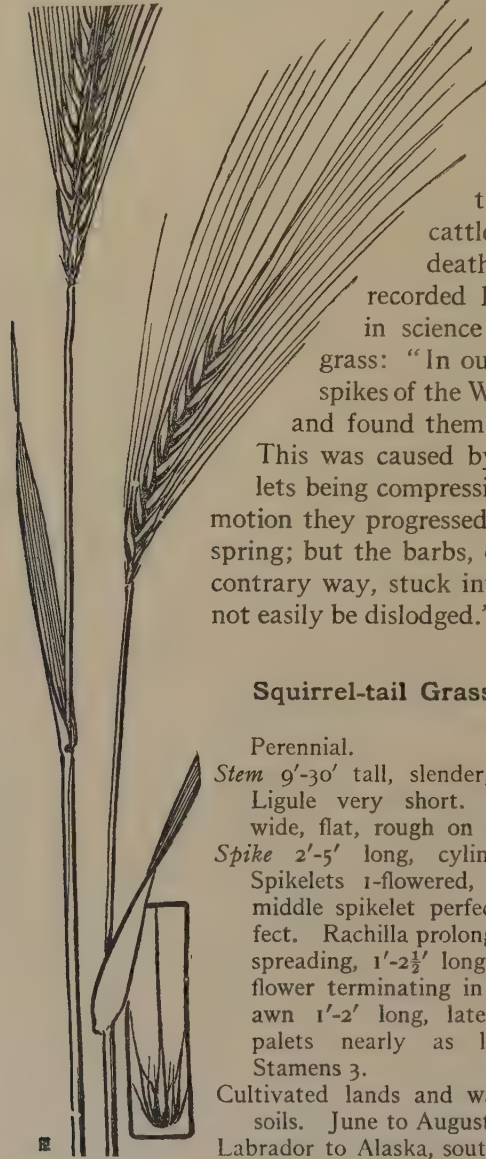 t
cattle
death
recorded
in science
grass: "In ou
spikes of the W
and found them
This was caused by
lets being compressi
motion they progressed
spring; but the barbs,
contrary way, stuck in
not easily be dislodged."
Squirrel-tail Grass
Perennial.
Stem 9'-30' tall, slender,
Ligule very short.
wide, flat, rough on
Spike 2'-5' long, cylin
Spikelets 1-flowered,
middle spikelet perfec
fect. Rachilla prolong
spreading, 1'-2½' long
flower terminating in
awn 1'-2' long, late
palets nearly as l
Stamens 3.
Cultivated lands and w
soils. June to August
Labrador to Alaska, sout